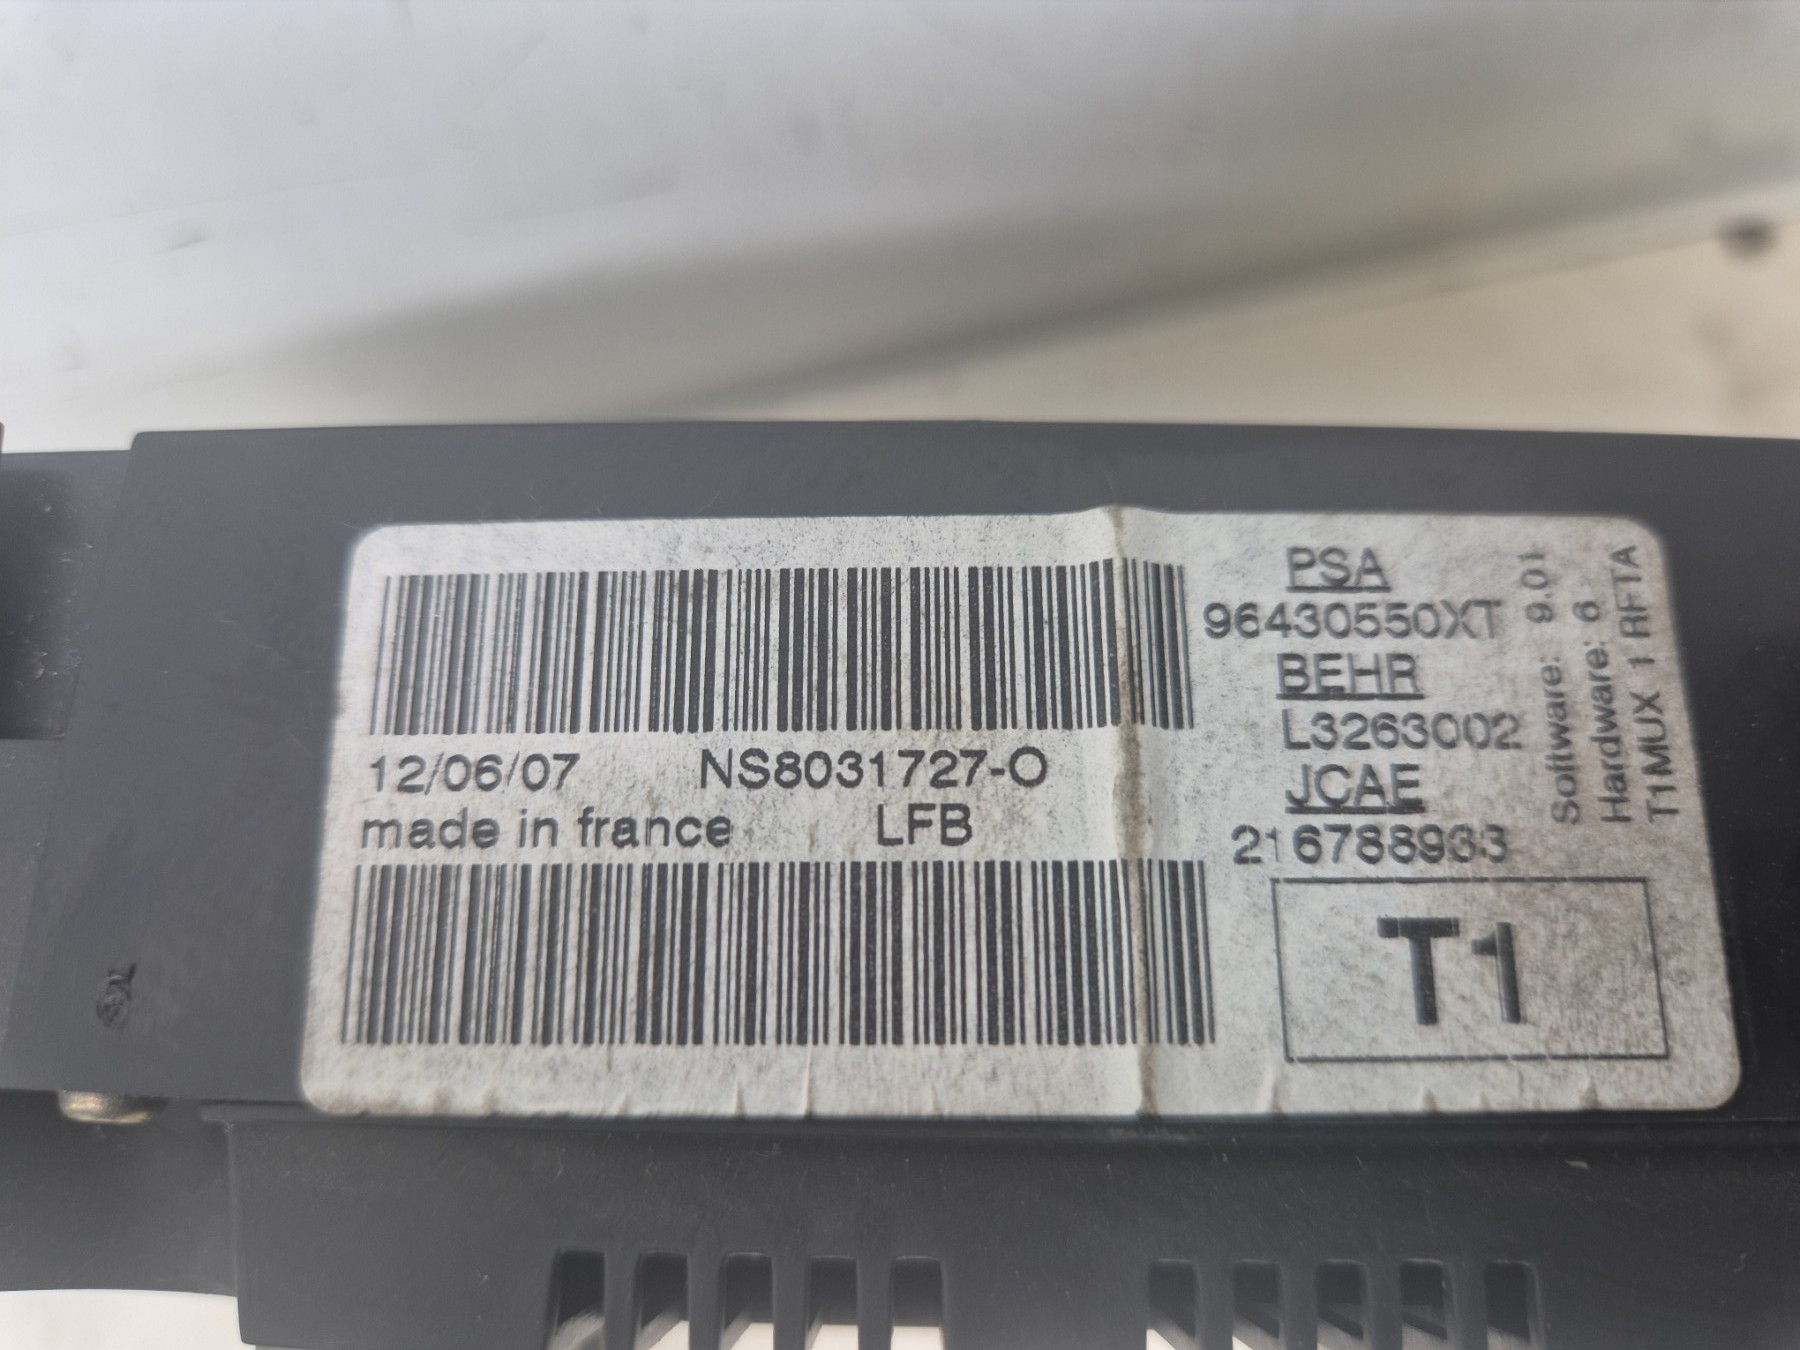 12/06/07 NS8031727-O
made in france LFB
PSA
96430550XT
BEHR
L3263002
JCAE
216788933
T1
Software: 9.01
Hardware: 6
T1MUX 1 RFTA